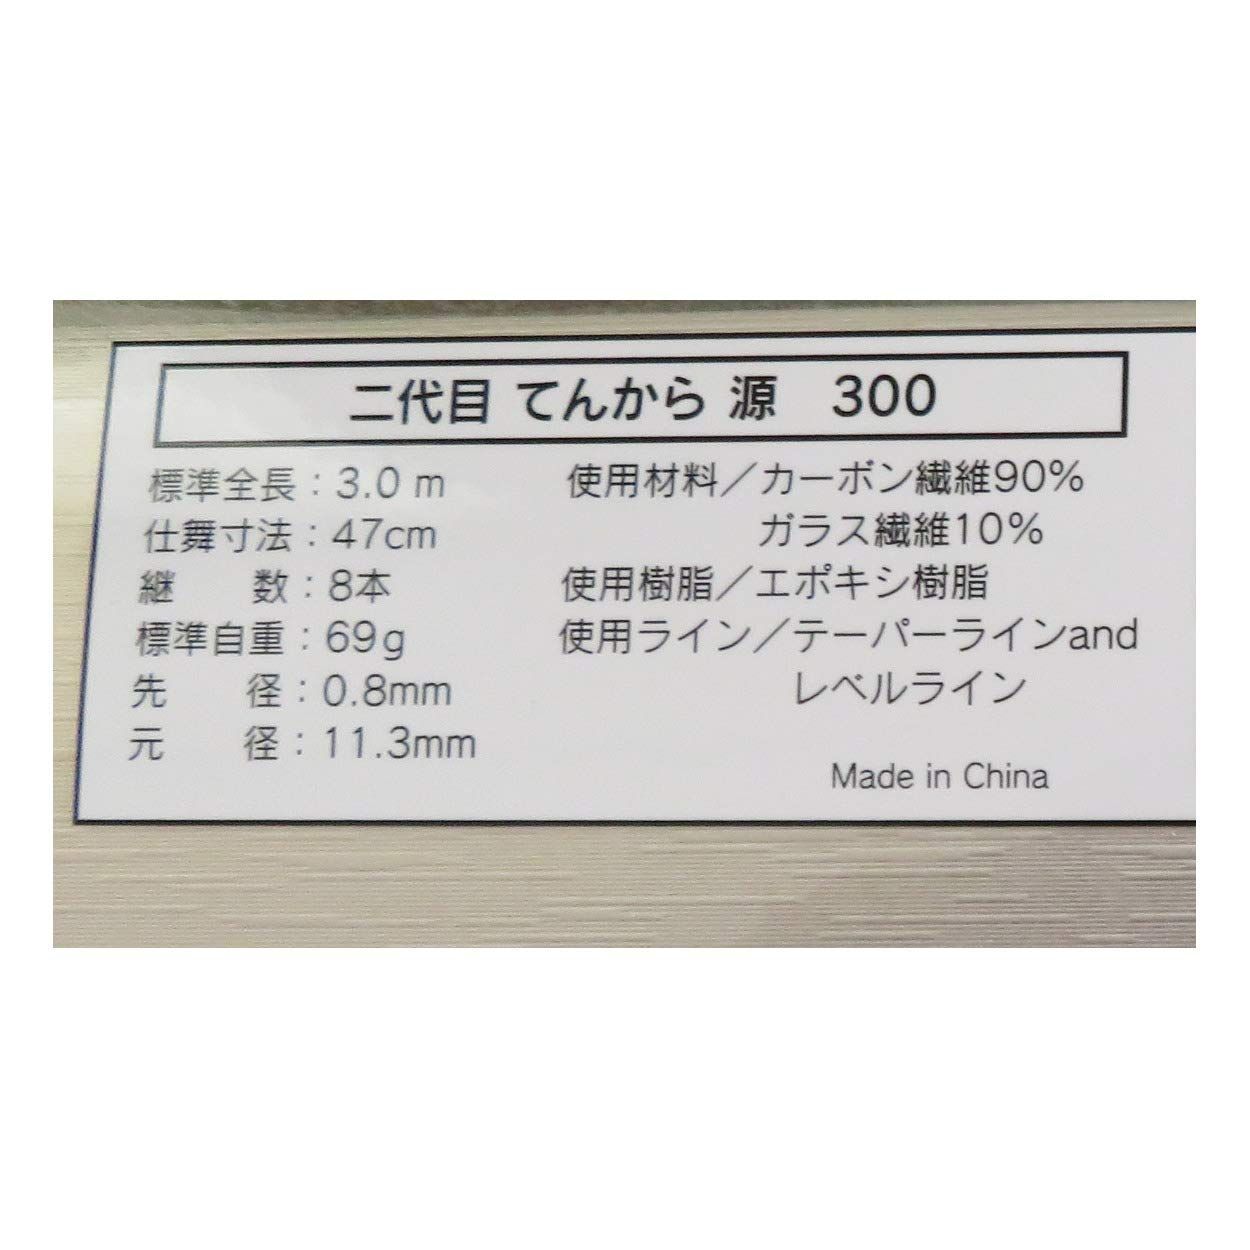 二代目 てんから 源 300
標準全長：3.0 m
仕舞寸法：47cm
継 数：8本
標準自重：69g
先 径：0.8mm
元 径：11.3mm
使用材料／カーボン繊維90%
ガラス繊維10%
使用樹脂／エポキシ樹脂
使用ライン／テーパーラインand
レベルライン
Made in China